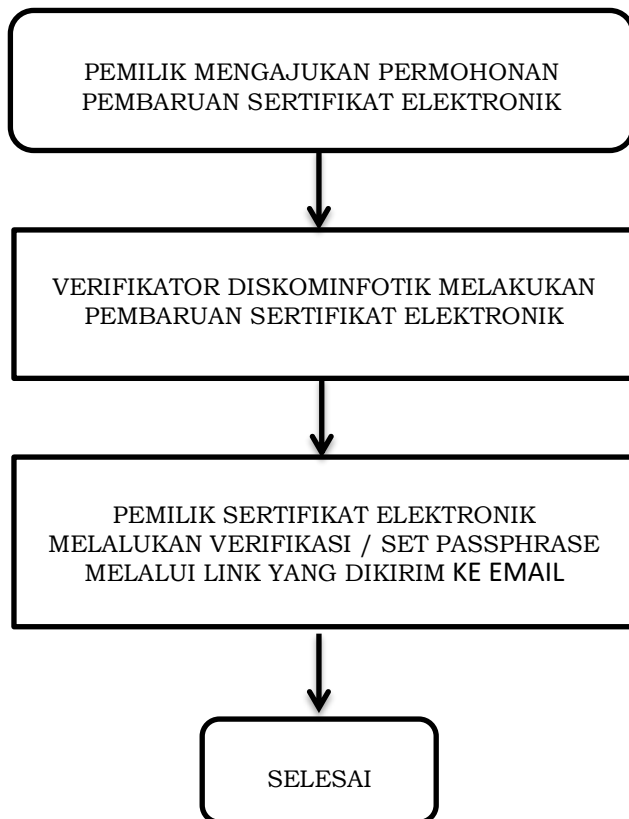 PEMILIK MENGAJUKAN PERMOHONAN
PEMBARUAN SERTIFIKAT ELEKTRONIK
VERIFIKATOR DISKOMINFOTIK MELAKUKAN
PEMBARUAN SERTIFIKAT ELEKTRONIK
PEMILIK SERTIFIKAT ELEKTRONIK
MELALUKAN VERIFIKASI / SET PASSPHRASE
MELALUI LINK YANG DIKIRIM KE EMAIL
SELESAI